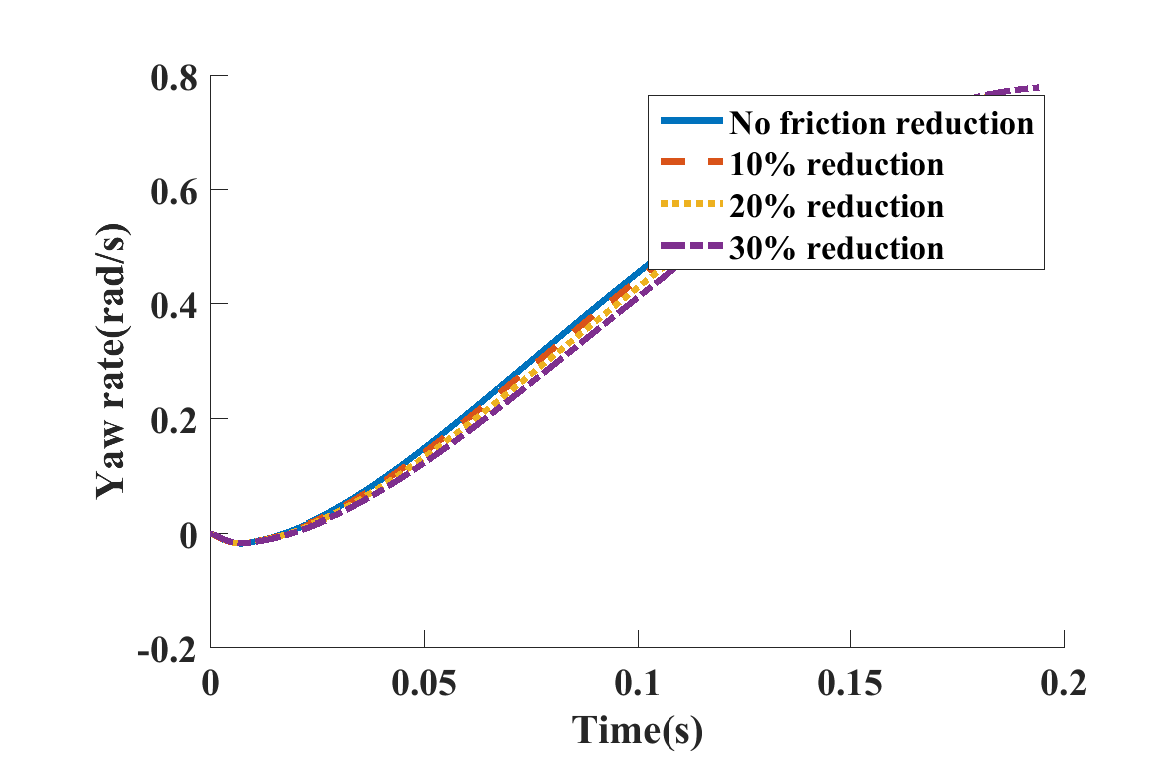 0.8
0.6
0.4
0.2
0
-0.2
Yaw rate(rad/s)
No friction reduction
10% reduction
20% reduction
30% reduction
0
0.05
0.1
0.15
0.2
Time(s)